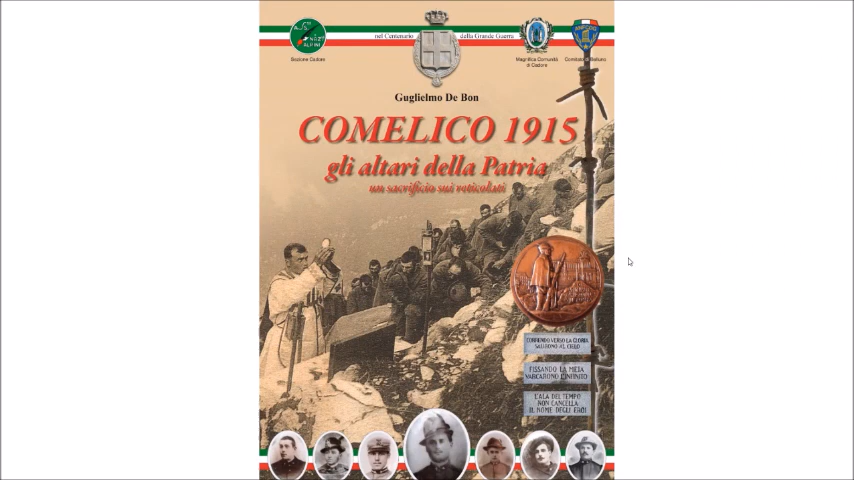 nel Centenario della Grande Guerra
Sezione Cadore
Magnifica Comunità
di Cadore
Guglielmo De Bon
COMELICO 1915
gli altari della Patria
un sacrificio sui reticolati
CORRENDO VERSO LA GLORIA
SALIRONO AL CIELO
FISSANDO LA META
VARCARONO L'INFINITO
L'ALA DEL TEMPO
NON CANCELLA
IL NOME DEGLI EROI